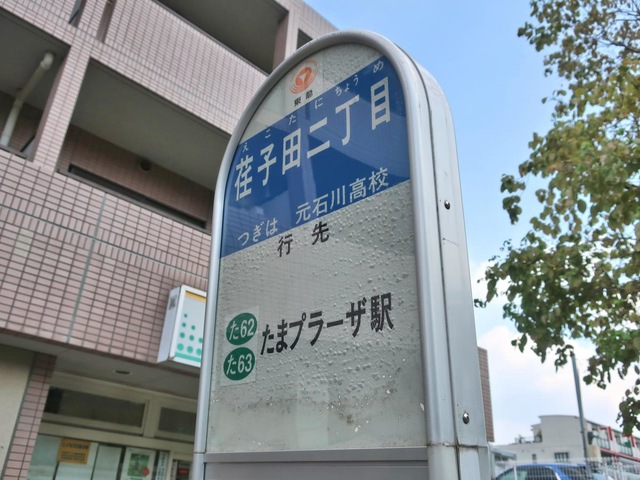 東急
えこたにちょうめ
荏子田二丁目
つぎは 元石川高校
行先
た62
た63
たまプラーザ駅